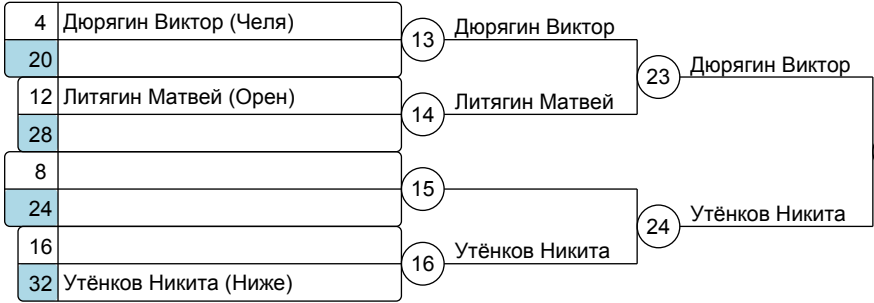 4 Дюрягин Виктор (Челя)
20
13 Дюрягин Виктор
12 Литягин Матвей (Орен)
28
14 Литягин Матвей
23 Дюрягин Виктор
8
24
15
16
32 Утёнков Никита (Ниже)
16 Утёнков Никита
24 Утёнков Никита